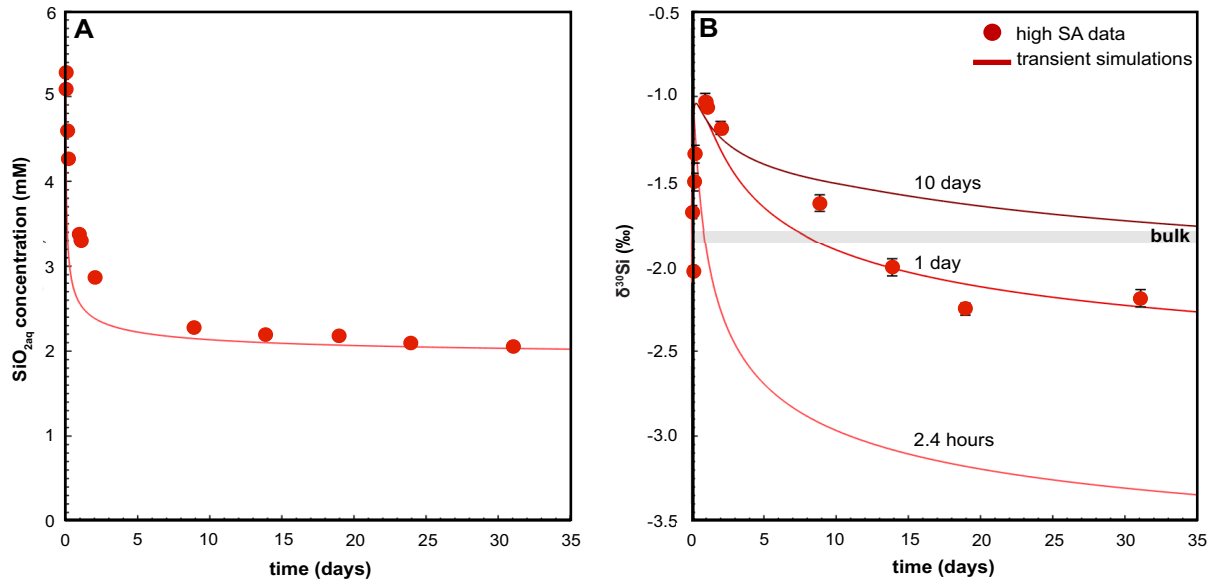 A
6
5
4
3
2
1
0
SiO2aq concentration (mM)
0 5 10 15 20 25 30 35
time (days)
B
-0.5
-1.0
-1.5
-2.0
-2.5
-3.0
-3.5
δ30Si (‰)
high SA data
transient simulations
10 days
bulk
1 day
2.4 hours
0 5 10 15 20 25 30 35
time (days)